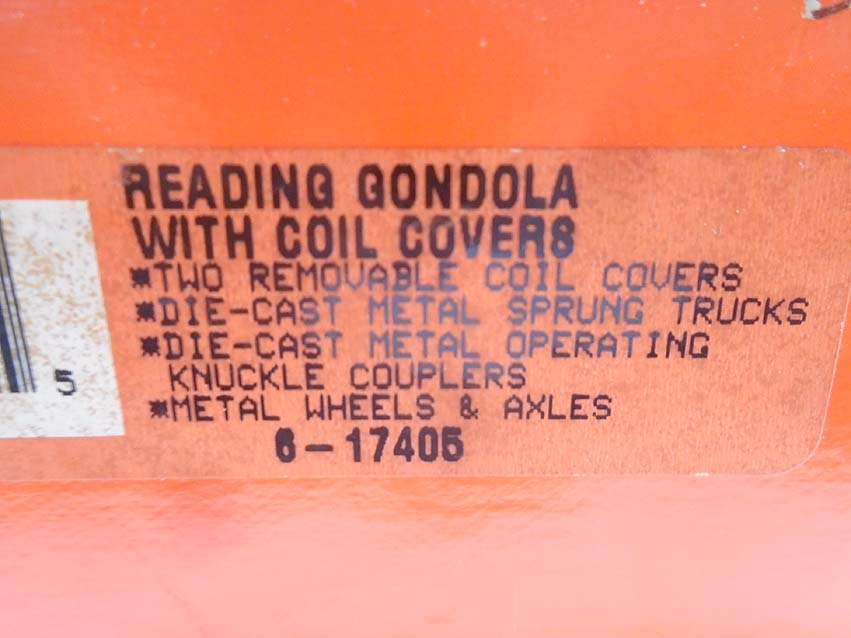 READING GONDOLA
WITH COIL COVERS
*TWO REMOVABLE COIL COVERS
*DIE-CAST METAL SPRUNG TRUCKS
*DIE-CAST METAL OPERATING
KNUCKLE COUPLERS
*METAL WHEELS & AXLES
5
6-17405